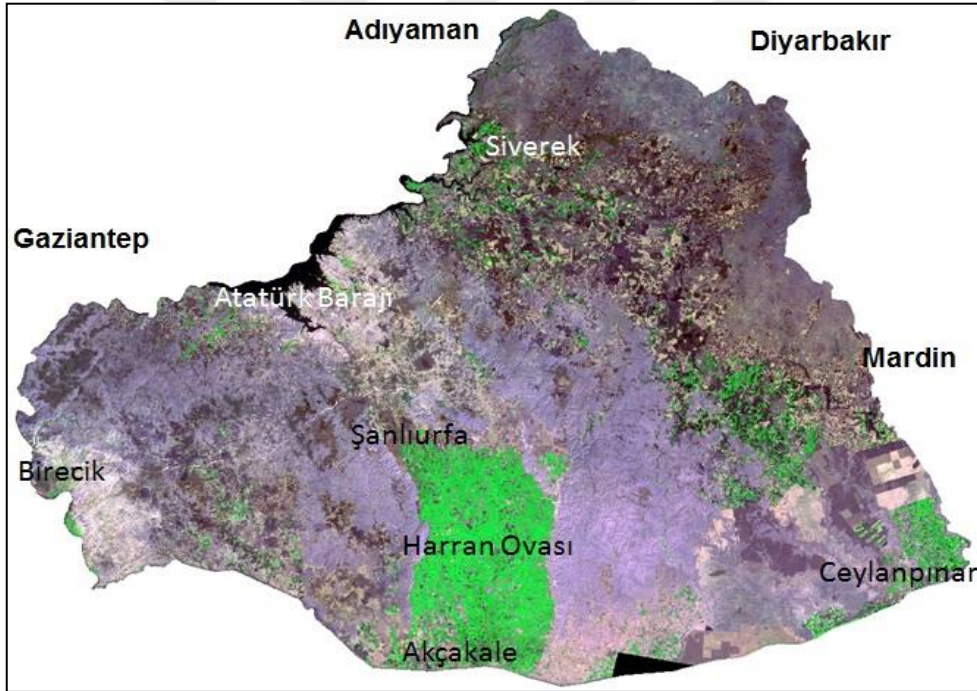 Adıyaman
Diyarbakır
Siverek
Gaziantep
Atatürk Barajı
Mardin
Şanlıurfa
Birecik
Harran Ovası
Ceylanpınar
Akçakale